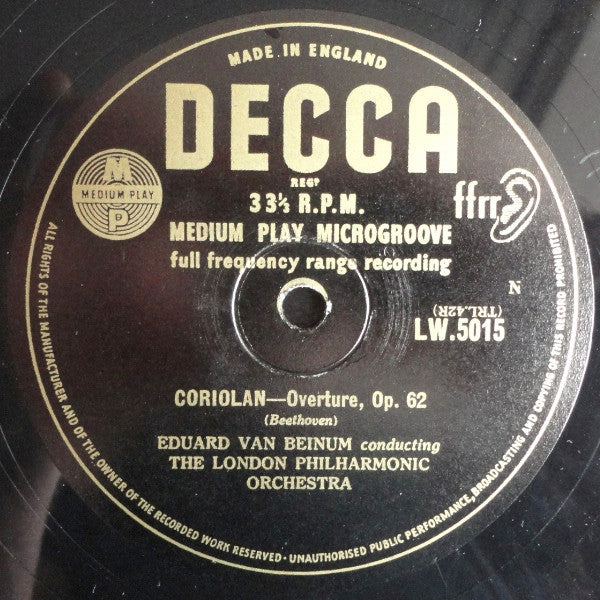 MADE IN ENGLAND
DECCA
REGD
33⅓ R.P.M.
MEDIUM PLAY MICROGROOVE
full frequency range recording
M
MEDIUM PLAY
P
ffrr
N
(TRL.42R)
LW.5015
CORIOLAN—Overture, Op. 62
(Beethoven)
EDUARD VAN BEINUM conducting
THE LONDON PHILHARMONIC
ORCHESTRA
ALL RIGHTS OF THE MANUFACTURER AND OF THE OWNER OF THE RECORDED WORK RESERVED · UNAUTHORISED PUBLIC PERFORMANCE, BROADCASTING AND COPYING OF THIS RECORD PROHIBITED